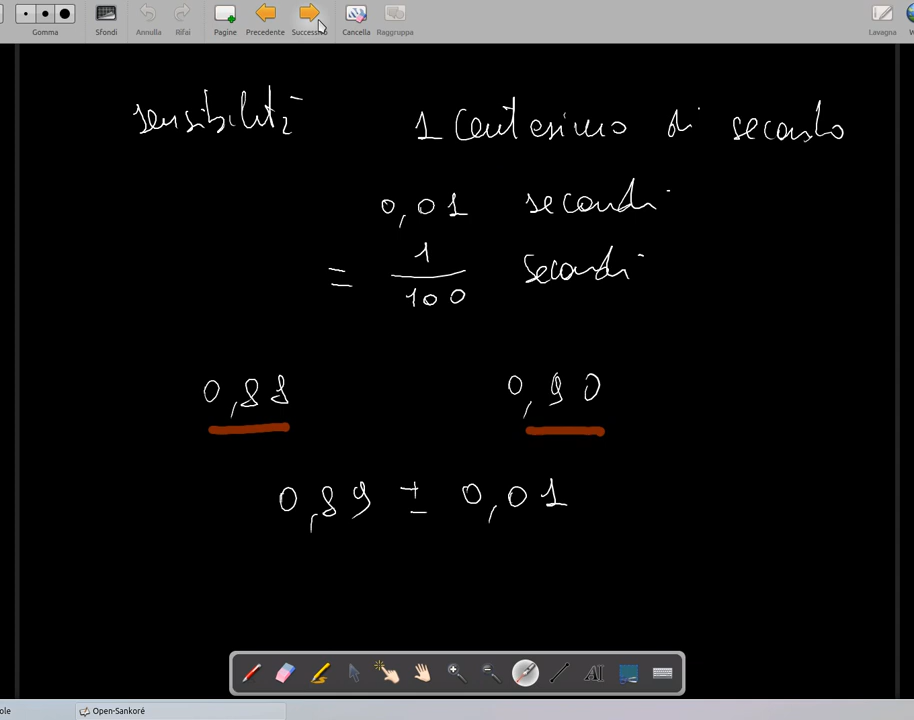 Gomma Sfondi Annulla Rifai Pagine Precedente Successivo Cancella Raggruppa Lavagna
sensibilità 1 centesimo di secondo
0,01 secondi
= 1/100 secondi
0,88 0,90
0,89 ± 0,01
AI
Open-Sankoré